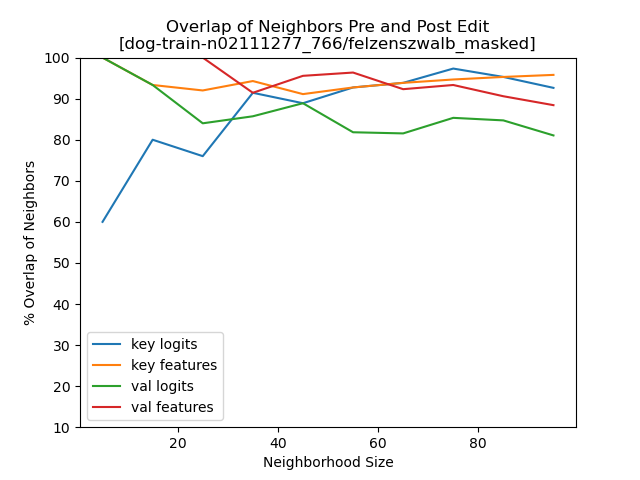 Overlap of Neighbors Pre and Post Edit
[dog-train-n02111277_766/felzenszwalb_masked]
100
90
80
70
60
50
40
30
20
10
% Overlap of Neighbors
key logits
key features
val logits
val features
20 40 60 80
Neighborhood Size